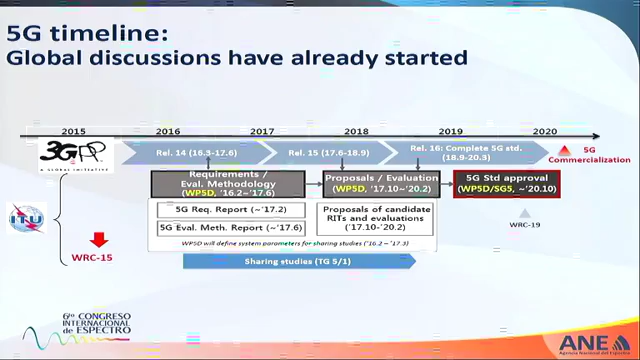 5G timeline:
Global discussions have already started
2015 2016 2017 2018 2019 2020
3GPP
A GLOBAL INITIATIVE
Rel. 14 (16.3-17.6)
Rel. 15 (17.6-18.9)
Rel. 16: Complete 5G std.
(18.9-20.3)
5G
Commercialization
Requirements /
Eval. Methodology
(WP5D, '16.2~'17.6)
Proposals / Evaluation
(WP5D, '17.10~'20.2)
5G Std approval
(WP5D/SG5, ~'20.10)
5G Req. Report (~'17.2)
5G Eval. Meth. Report (~'17.6)
Proposals of candidate
RITs and evaluations
('17.10-'20.2)
WP5D will define system parameters for sharing studies ('16.2 ~ '17.3)
ITU
WRC-15
WRC-19
Sharing studies (TG 5/1)
6to CONGRESO
INTERNACIONAL
de ESPECTRO
ANE
Agencia Nacional del Espectro